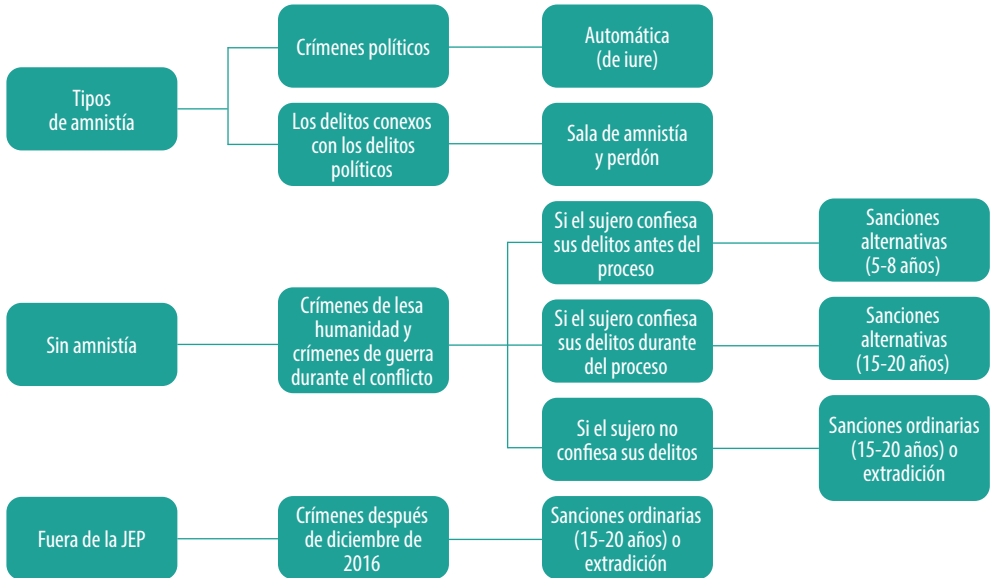 Tipos
de amnistía
Crímenes políticos
Automática
(de iure)
Los delitos conexos
con los delitos
políticos
Sala de amnistía
y perdón
Sin amnistía
Crímenes de lesa
humanidad y
crímenes de guerra
durante el conflicto
Si el sujero confiesa
sus delitos antes del
proceso
Sanciones
alternativas
(5-8 años)
Si el sujero confiesa
sus delitos durante
del proceso
Sanciones
alternativas
(15-20 años)
Si el sujero no
confiesa sus delitos
Sanciones ordinarias
(15-20 años) o
extradición
Fuera de la JEP
Crímenes después
de diciembre de
2016
Sanciones ordinarias
(15-20 años) o
extradición